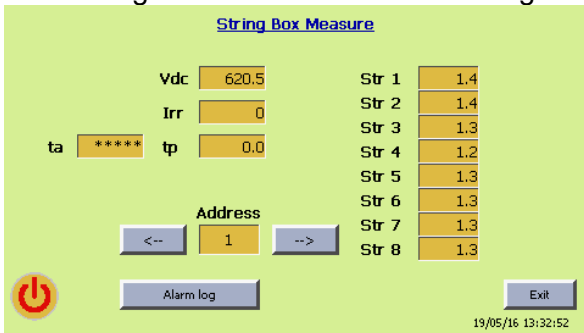 String Box Measure
Vdc 620.5
Irr 0
ta ***** tp 0.0
Str 1 1.4
Str 2 1.4
Str 3 1.3
Str 4 1.2
Str 5 1.3
Str 6 1.3
Str 7 1.3
Str 8 1.3
Address
<-- 1 -->
Alarm log
Exit
19/05/16 13:32:52